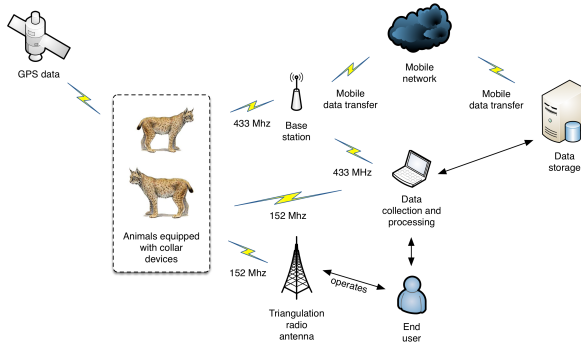 GPS data
Mobile
network
Mobile
data transfer
Mobile
data transfer
433 Mhz
Base
station
Data
storage
433 MHz
152 Mhz
Data
collection and
processing
Animals equipped
with collar
devices
152 Mhz
operates
Triangulation
radio
antenna
End
user